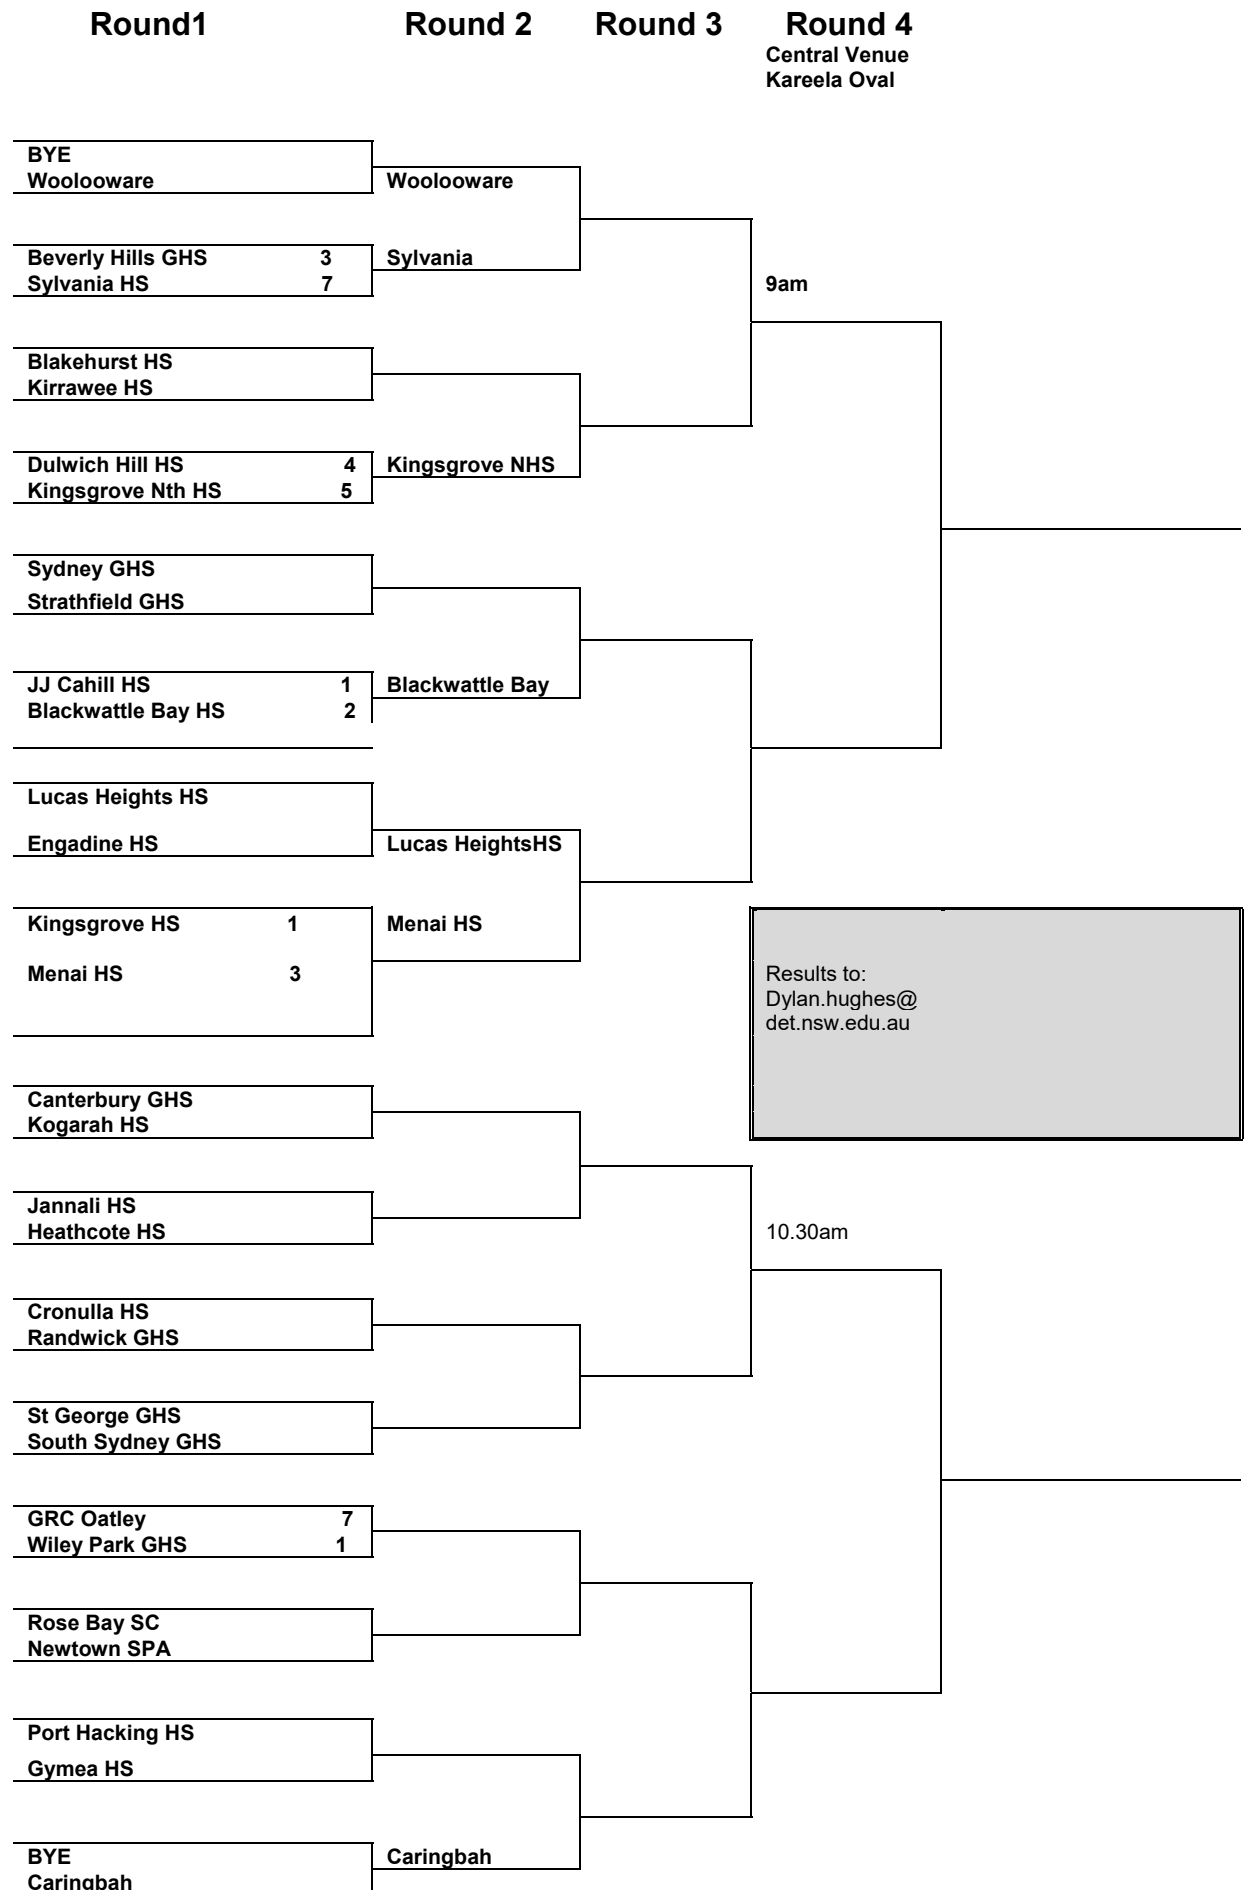 Round1 Round 2 Round 3 Round 4
Central Venue
Kareela Oval
BYE
Woolooware Woolooware
Beverly Hills GHS 3 Sylvania
Sylvania HS 7 9am
Blakehurst HS
Kirrawee HS
Dulwich Hill HS 4 Kingsgrove NHS
Kingsgrove Nth HS 5
Sydney GHS
Strathfield GHS
JJ Cahill HS 1 Blackwattle Bay
Blackwattle Bay HS 2
Lucas Heights HS
Engadine HS Lucas HeightsHS
Kingsgrove HS 1 Menai HS
Menai HS 3 Results to:
Dylan.hughes@
det.nsw.edu.au
Canterbury GHS
Kogarah HS
Jannali HS
Heathcote HS 10.30am
Cronulla HS
Randwick GHS
St George GHS
South Sydney GHS
GRC Oatley 7
Wiley Park GHS 1
Rose Bay SC
Newtown SPA
Port Hacking HS
Gymea HS
BYE Caringbah
Caringbah